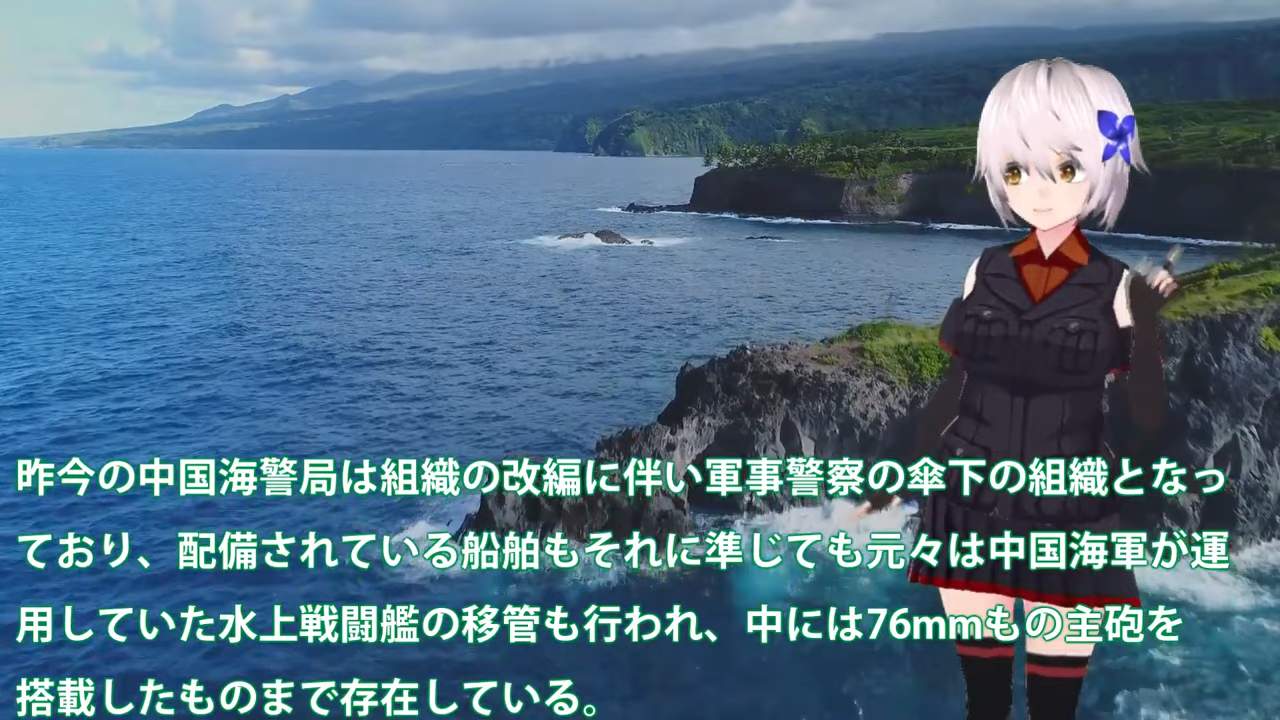 昨今の中国海警局は組織の改編に伴い軍事警察の傘下の組織となっ
ており、配備されている船舶もそれに準じても元々は中国海軍が運
用していた水上戦闘艦の移管も行われ、中には76mmもの主砲を
搭載したものまで存在している。